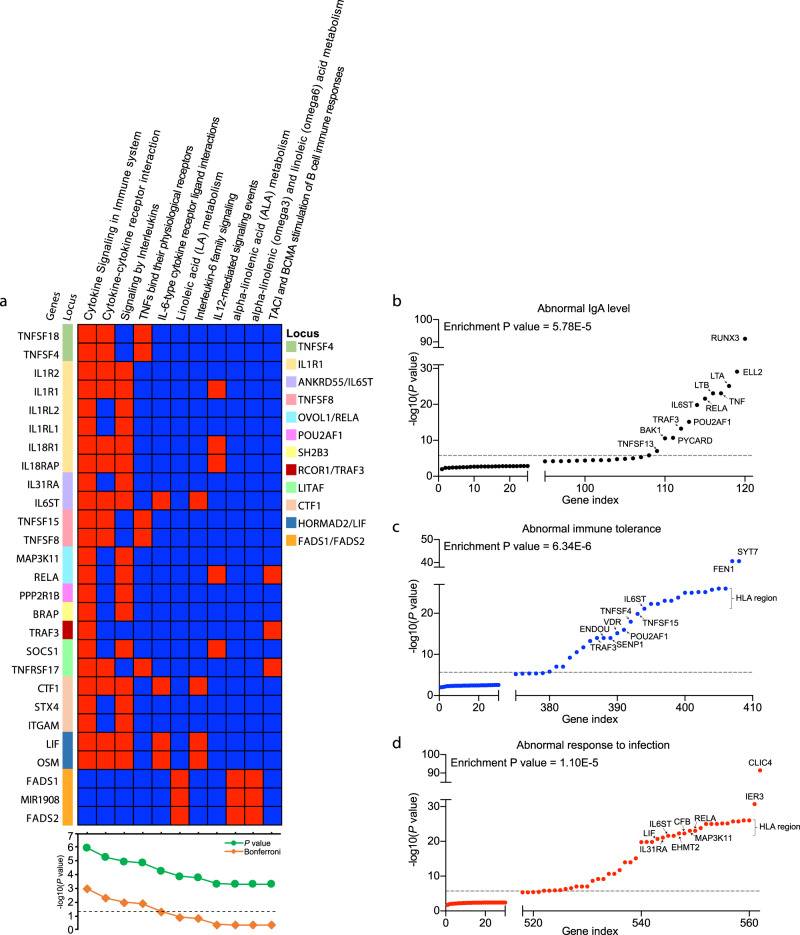 Cytokine Signaling in Immune system
Cytokine-cytokine receptor interaction
Signaling by Interleukins
TNFs bind their physiological receptors
IL-6-type cytokine receptor ligand interactions
Linoleic acid (LA) metabolism
Interleukin-6 family signaling
IL12-mediated signaling events
alpha-linolenic acid (ALA) metabolism
alpha-linolenic (omega3) and linoleic (omega6) acid metabolism
TACI and BCMA stimulation of B cell immune responses
a
Genes
Locus
TNFSF18
TNFSF4
IL1R2
IL1R1
IL1RL2
IL1RL1
IL18R1
IL18RAP
IL31RA
IL6ST
TNFSF15
TNFSF8
MAP3K11
RELA
PPP2R1B
BRAP
TRAF3
SOCS1
TNFRSF17
CTF1
STX4
ITGAM
LIF
OSM
FADS1
MIR1908
FADS2
Locus
TNFSF4
IL1R1
ANKRD55/IL6ST
TNFSF8
OVOL1/RELA
POU2AF1
SH2B3
RCOR1/TRAF3
LITAF
CTF1
HORMAD2/LIF
FADS1/FADS2
-log10(P value)
7
6
5
4
3
2
1
0
P value
Bonferroni
b
Abnormal IgA level
Enrichment P value = 5.78E-5
-log10(P value)
100
90
30
20
10
0
RUNX3
ELL2
LTA
LTB
TNF
IL6ST
RELA
TRAF3
POU2AF1
BAK1
PYCARD
TNFSF13
0 10 20 100 110 120
Gene index
c
Abnormal immune tolerance
Enrichment P value = 6.34E-6
-log10(P value)
50
40
20
10
0
SYT7
FEN1
HLA region
IL6ST
TNFSF4
TNFSF15
VDR
POU2AF1
ENDOU
SENP1
TRAF3
0 20 380 390 400 410
Gene index
d
Abnormal response to infection
Enrichment P value = 1.10E-5
-log10(P value)
100
90
30
20
10
0
CLIC4
IER3
HLA region
IL6ST
CFB
RELA
LIF
MAP3K11
IL31RA
EHMT2
0 20 520 540 560
Gene index